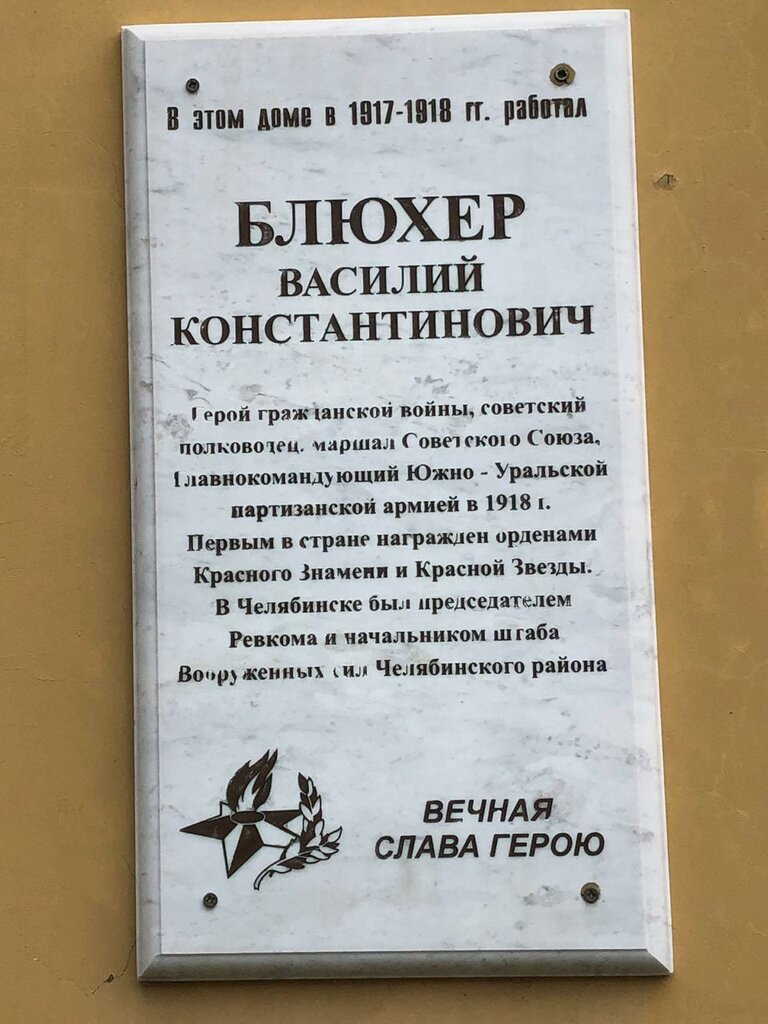 В этом доме в 1917-1918 гг. работал
БЛЮХЕР
ВАСИЛИЙ
КОНСТАНТИНОВИЧ
Герой гражданской войны, советский
полководец, маршал Советского Союза,
Главнокомандующий Южно - Уральской
партизанской армией в 1918 г.
Первым в стране награжден орденами
Красного Знамени и Красной Звезды.
В Челябинске был председателем
Ревкома и начальником штаба
Вооруженных сил Челябинского района
ВЕЧНАЯ
СЛАВА ГЕРОЮ